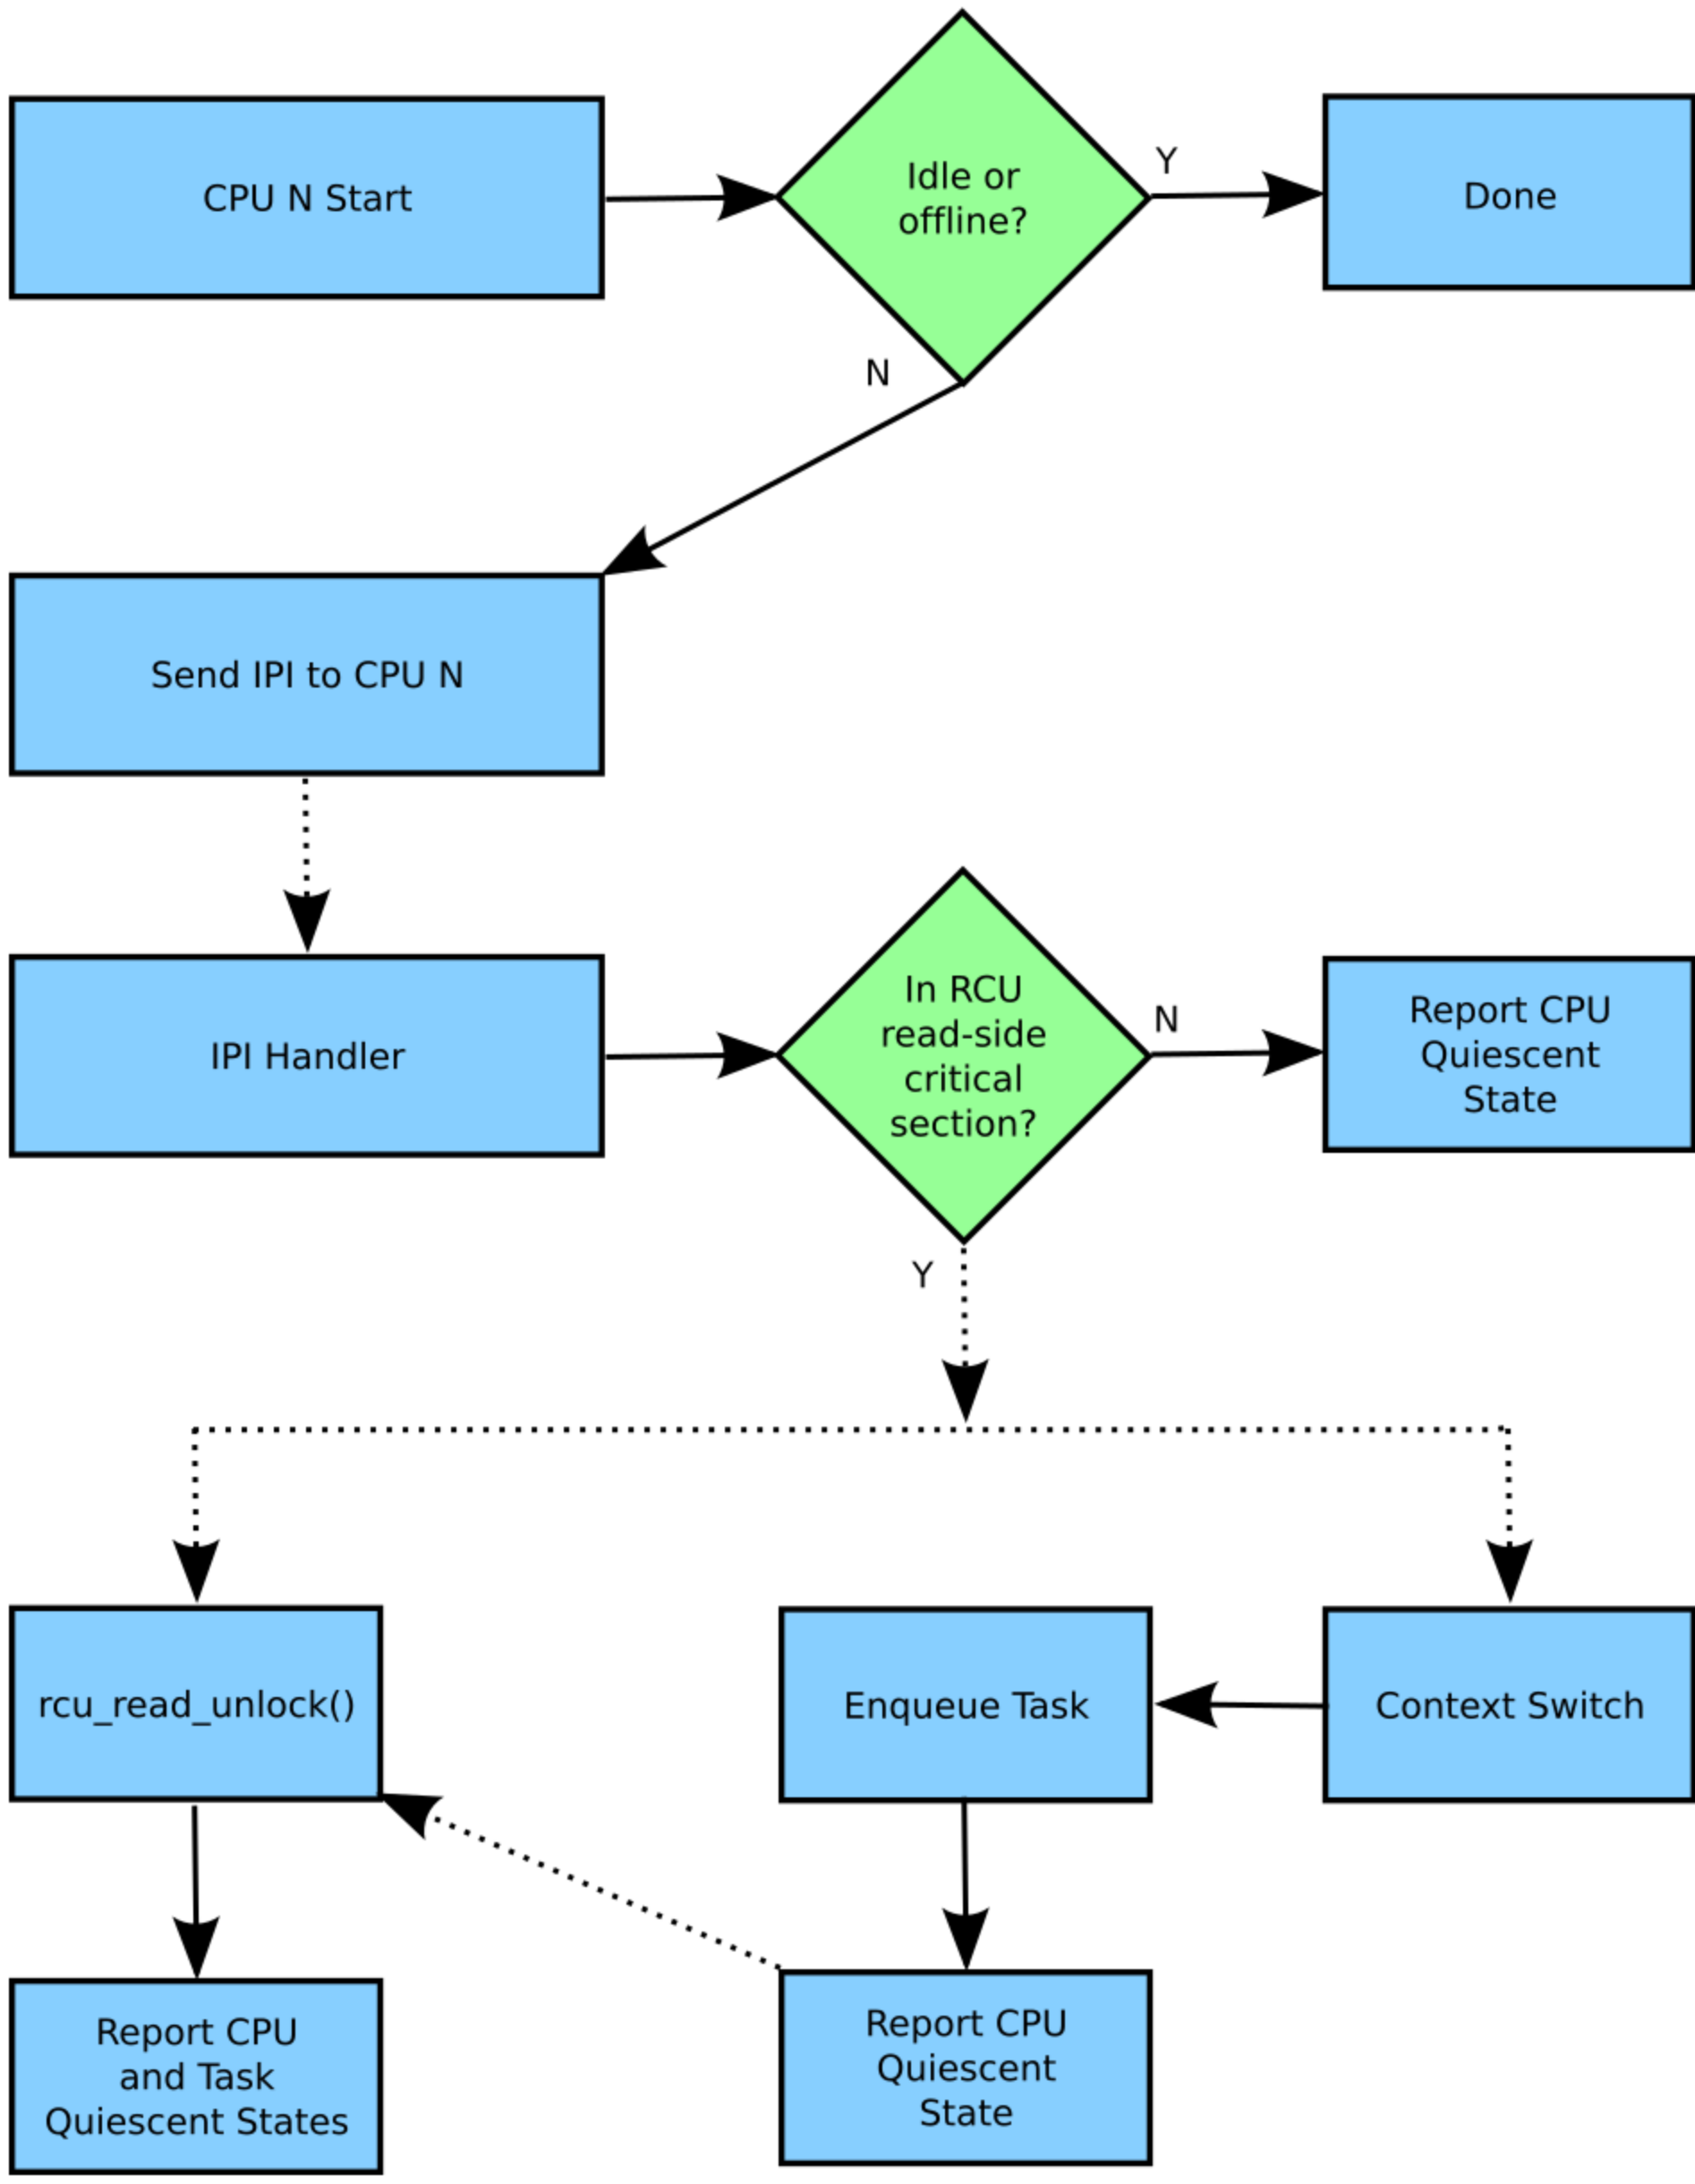 CPU N Start
Idle or
offline?
Y
Done
N
Send IPI to CPU N
IPI Handler
In RCU
read-side
critical
section?
N
Report CPU
Quiescent
State
Y
rcu_read_unlock()
Enqueue Task
Context Switch
Report CPU
and Task
Quiescent States
Report CPU
Quiescent
State